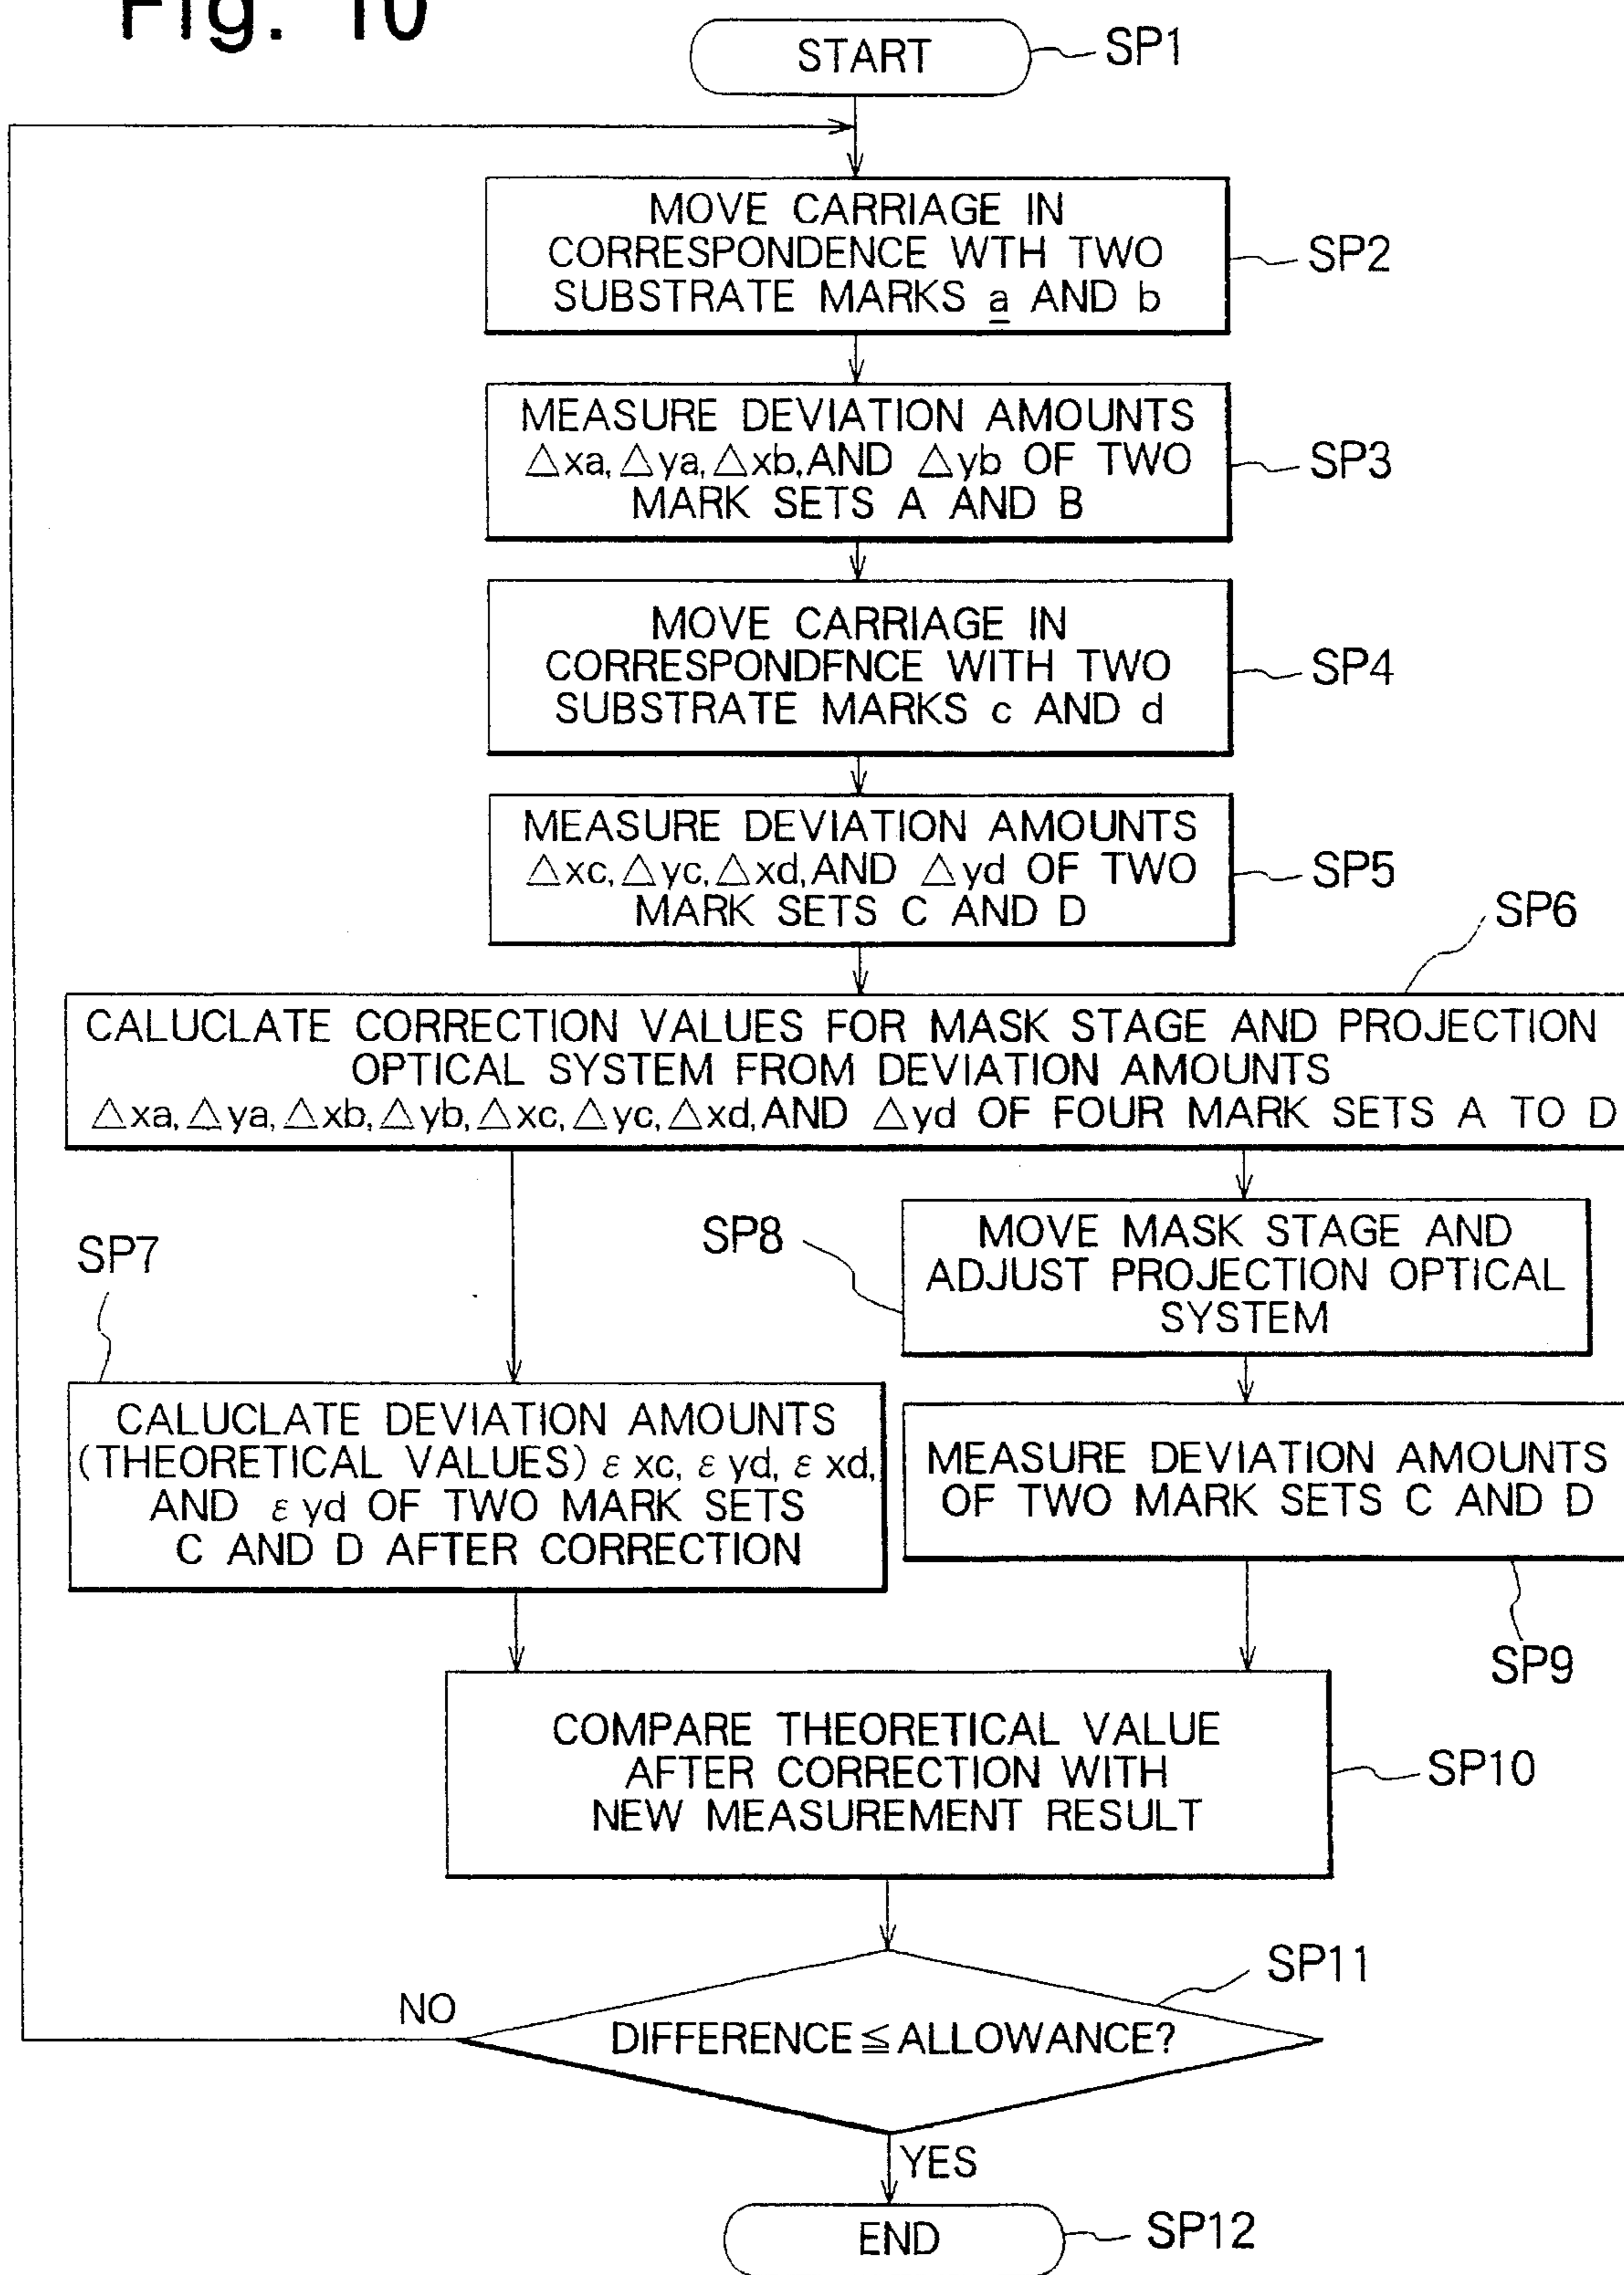 Fig. 10
START
SP1
MOVE CARRIAGE IN
CORRESPONDENCE WTH TWO
SUBSTRATE MARKS a AND b
SP2
MEASURE DEVIATION AMOUNTS
△xa, △ya, △xb, AND △yb OF TWO
MARK SETS A AND B
SP3
MOVE CARRIAGE IN
CORRESPONDFNCE WITH TWO
SUBSTRATE MARKS c AND d
SP4
MEASURE DEVIATION AMOUNTS
△xc, △yc, △xd, AND △yd OF TWO
MARK SETS C AND D
SP5
SP6
CALUCLATE CORRECTION VALUES FOR MASK STAGE AND PROJECTION
OPTICAL SYSTEM FROM DEVIATION AMOUNTS
△xa, △ya, △xb, △yb, △xc, △yc, △xd, AND △yd OF FOUR MARK SETS A TO D
SP8
MOVE MASK STAGE AND
ADJUST PROJECTION OPTICAL
SYSTEM
SP7
CALUCLATE DEVIATION AMOUNTS
(THEORETICAL VALUES) ε xc, ε yd, ε xd,
AND ε yd OF TWO MARK SETS
C AND D AFTER CORRECTION
MEASURE DEVIATION AMOUNTS
OF TWO MARK SETS C AND D
SP9
COMPARE THEORETICAL VALUE
AFTER CORRECTION WITH
NEW MEASUREMENT RESULT
SP10
SP11
NO
DIFFERENCE ≦ ALLOWANCE?
YES
END
SP12